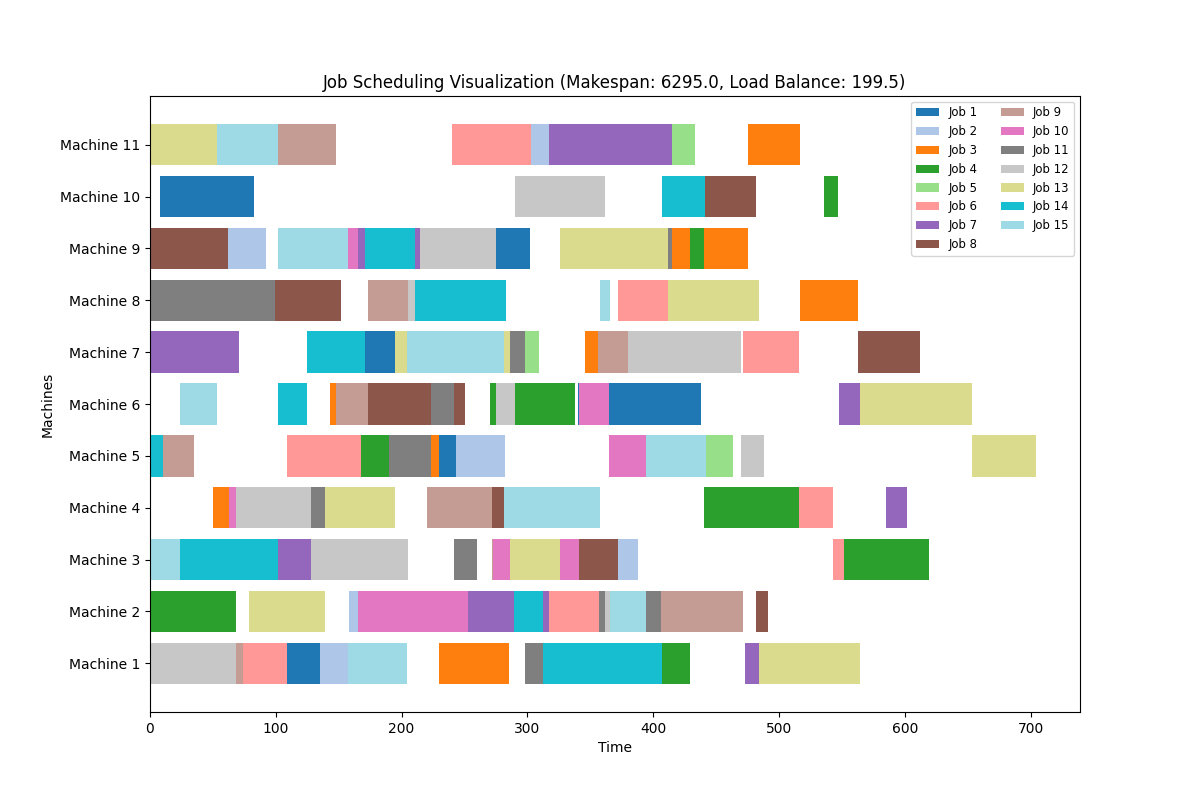 Job Scheduling Visualization (Makespan: 6295.0, Load Balance: 199.5)
Job 1
Job 2
Job 3
Job 4
Job 5
Job 6
Job 7
Job 8
Job 9
Job 10
Job 11
Job 12
Job 13
Job 14
Job 15
Machines
Machine 11
Machine 10
Machine 9
Machine 8
Machine 7
Machine 6
Machine 5
Machine 4
Machine 3
Machine 2
Machine 1
0 100 200 300 400 500 600 700
Time